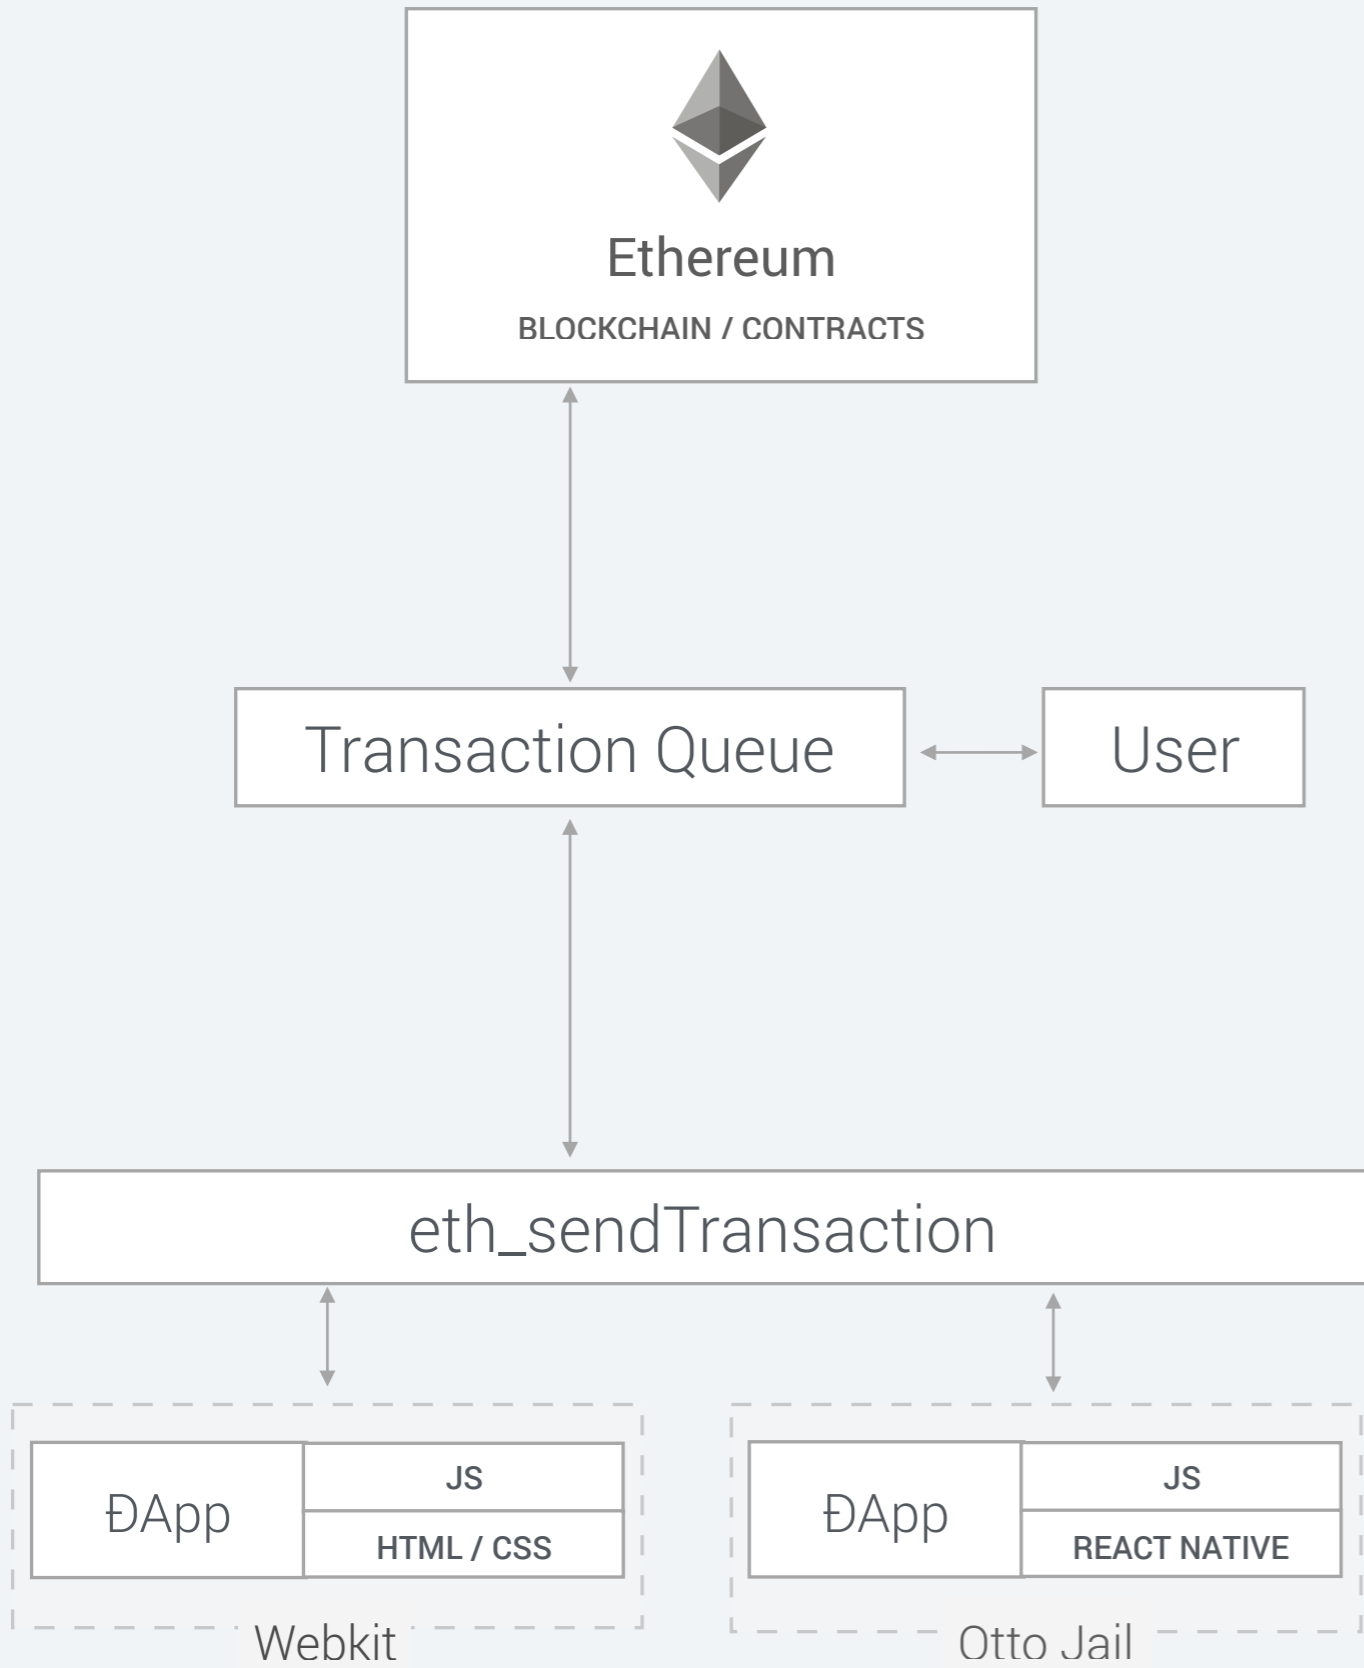 Ethereum
BLOCKCHAIN / CONTRACTS
Transaction Queue
User
eth_sendTransaction
ĐApp
JS
HTML / CSS
Webkit
ĐApp
JS
REACT NATIVE
Otto Jail